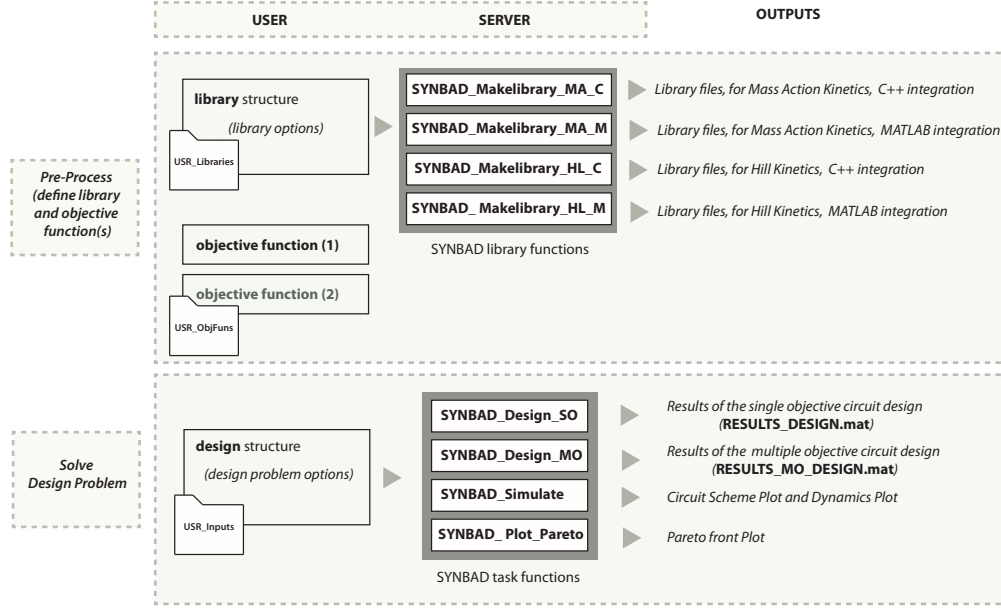 USER SERVER OUTPUTS
Pre-Process
(define library
and objective
function(s)
library structure
(library options)
USR_Libraries
SYNBAD_Makelibrary_MA_C
SYNBAD_Makelibrary_MA_M
SYNBAD_Makelibrary_HL_C
SYNBAD_ Makelibrary_HL_M
SYNBAD library functions
Library files, for Mass Action Kinetics, C++ integration
Library files, for Mass Action Kinetics, MATLAB integration
Library files, for Hill Kinetics, C++ integration
Library files, for Hill Kinetics, MATLAB integration
objective function (1)
objective function (2)
USR_ObjFuns
Solve
Design Problem
design structure
(design problem options)
USR_Inputs
SYNBAD_Design_SO
SYNBAD_Design_MO
SYNBAD_Simulate
SYNBAD_ Plot_Pareto
SYNBAD task functions
Results of the single objective circuit design
(RESULTS_DESIGN.mat)
Results of the multiple objective circuit design
(RESULTS_MO_DESIGN.mat)
Circuit Scheme Plot and Dynamics Plot
Pareto front Plot